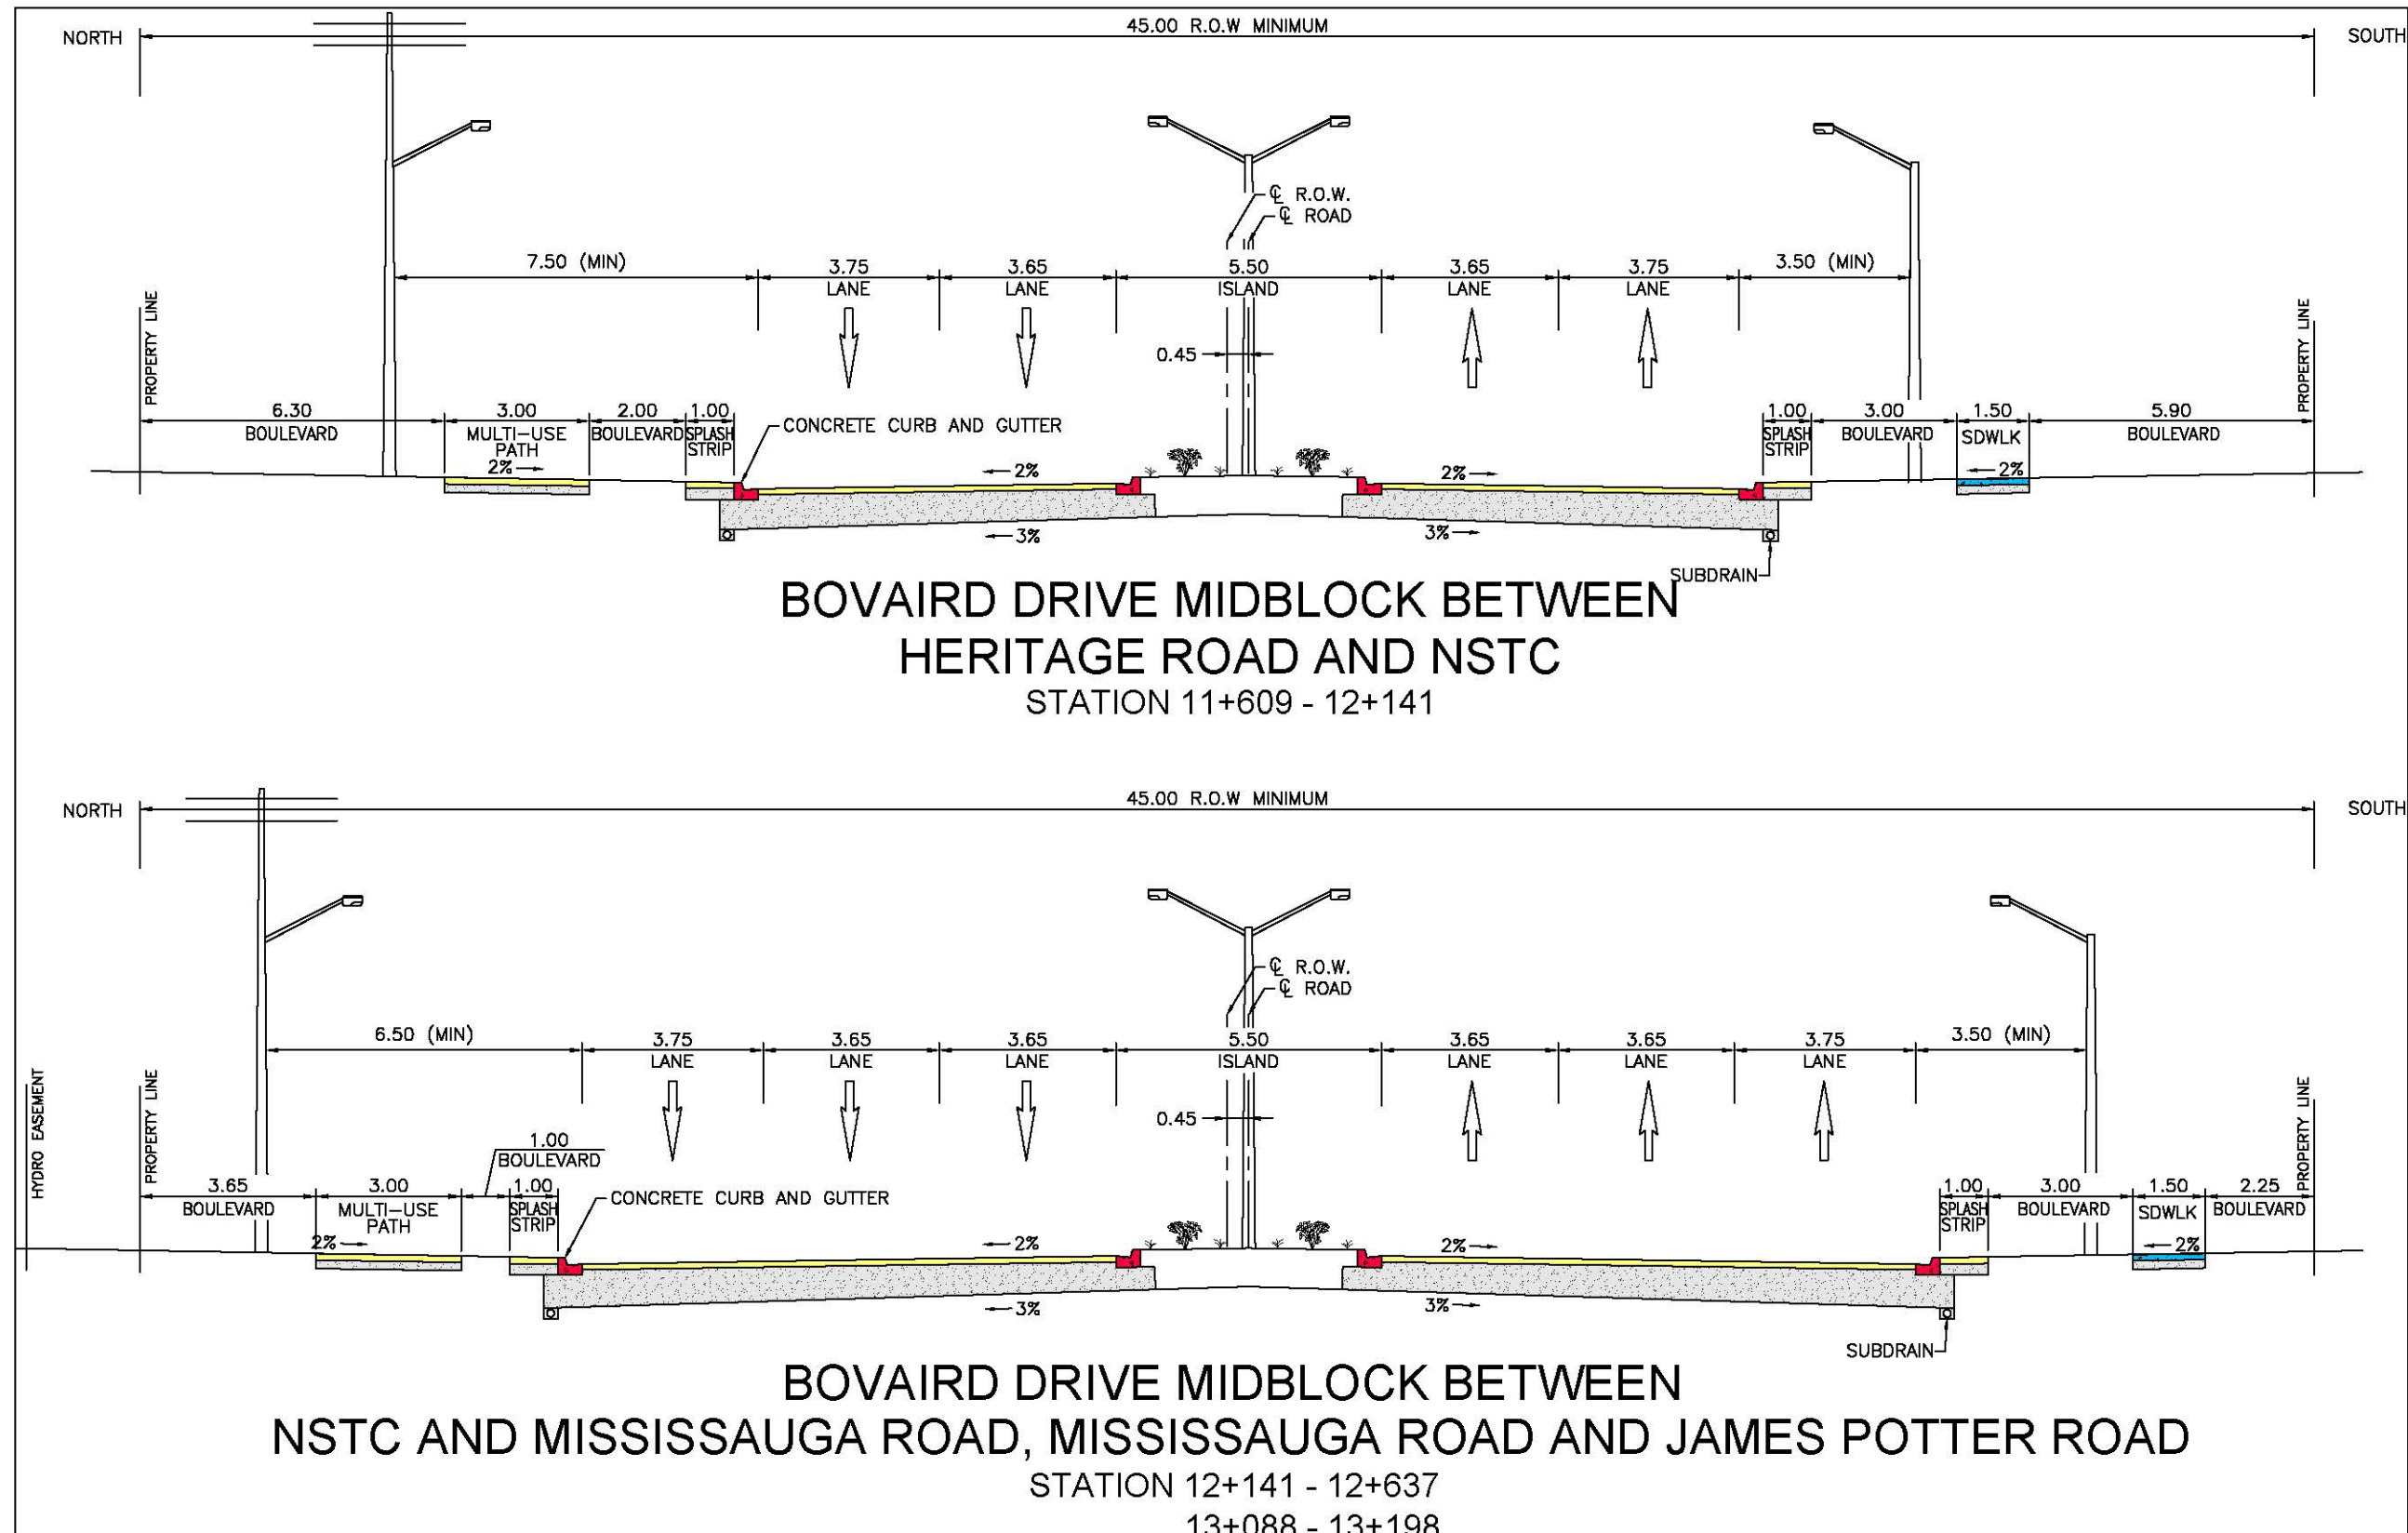 45.00 R.O.W MINIMUM
NORTH
SOUTH
℄ R.O.W.
℄ ROAD
7.50 (MIN)
3.75
LANE
3.65
LANE
5.50
ISLAND
3.65
LANE
3.75
LANE
3.50 (MIN)
PROPERTY LINE
PROPERTY LINE
0.45
6.30
BOULEVARD
3.00
MULTI-USE
PATH
2.00
BOULEVARD
1.00
SPLASH
STRIP
CONCRETE CURB AND GUTTER
1.00
SPLASH
STRIP
3.00
BOULEVARD
1.50
SDWLK
5.90
BOULEVARD
2%
2%
2%
2%
3%
3%
SUBDRAIN
BOVAIRD DRIVE MIDBLOCK BETWEEN
HERITAGE ROAD AND NSTC
STATION 11+609 - 12+141
45.00 R.O.W MINIMUM
NORTH
SOUTH
℄ R.O.W.
℄ ROAD
6.50 (MIN)
3.75
LANE
3.65
LANE
3.65
LANE
5.50
ISLAND
3.65
LANE
3.65
LANE
3.75
LANE
3.50 (MIN)
HYDRO EASEMENT
PROPERTY LINE
PROPERTY LINE
0.45
1.00
BOULEVARD
3.65
BOULEVARD
3.00
MULTI-USE
PATH
1.00
SPLASH
STRIP
CONCRETE CURB AND GUTTER
1.00
SPLASH
STRIP
3.00
BOULEVARD
1.50
SDWLK
2.25
BOULEVARD
2%
2%
2%
2%
3%
3%
SUBDRAIN
BOVAIRD DRIVE MIDBLOCK BETWEEN
NSTC AND MISSISSAUGA ROAD, MISSISSAUGA ROAD AND JAMES POTTER ROAD
STATION 12+141 - 12+637
13+088 - 13+198